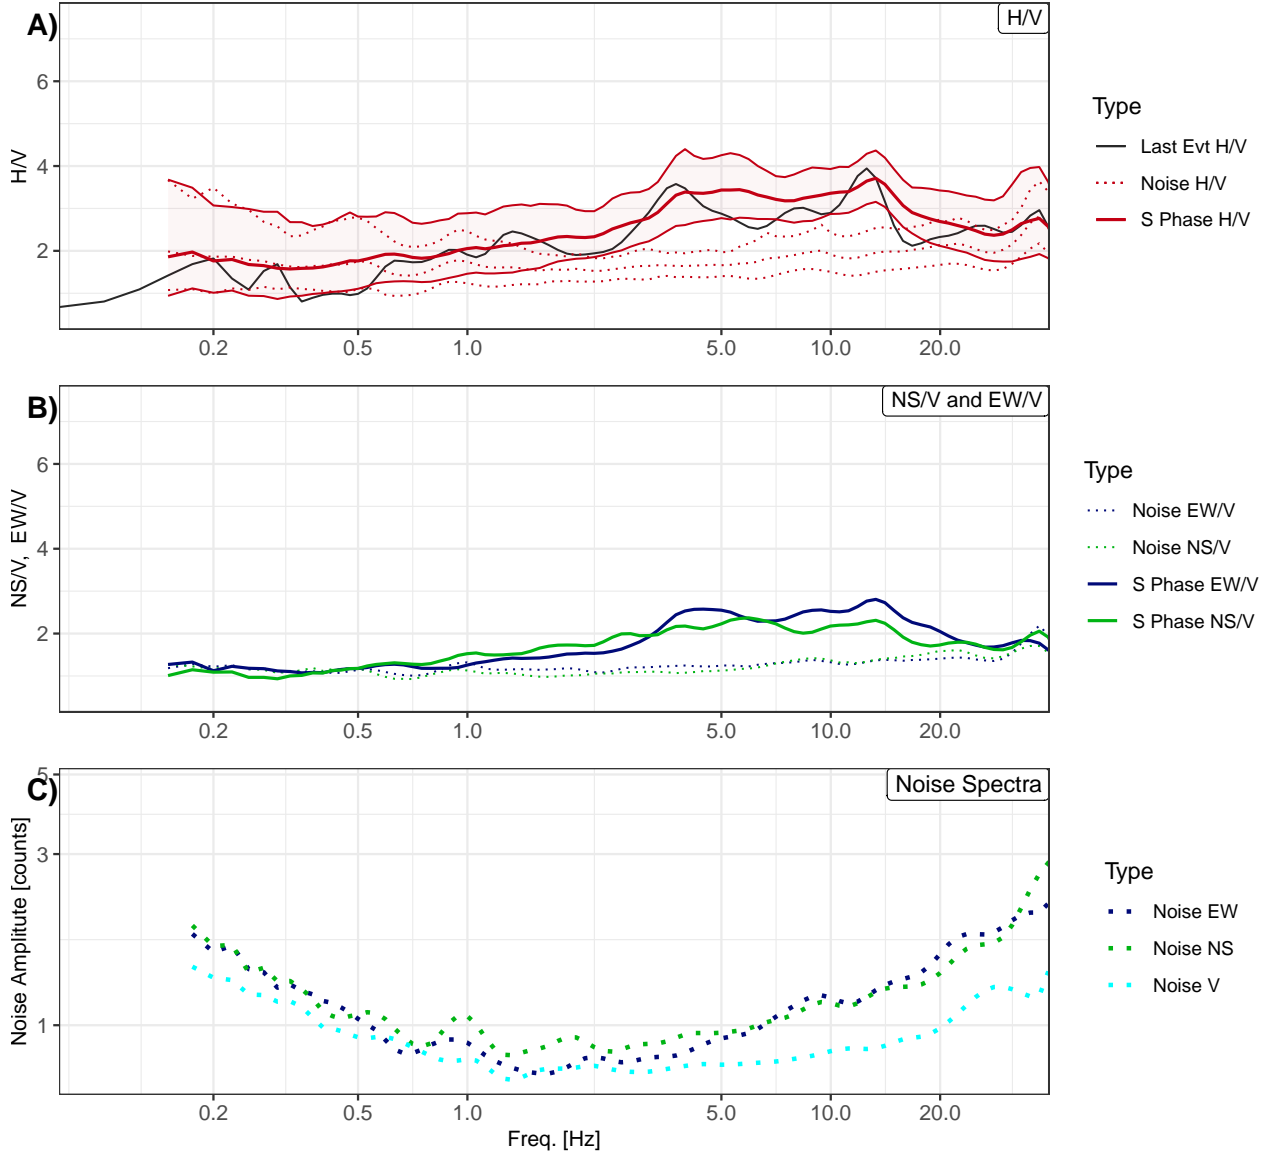 A)
H/V
H/V
6
4
2
0.2
0.5
1.0
5.0
10.0
20.0
Type
Last Evt H/V
Noise H/V
S Phase H/V
B)
NS/V and EW/V
NS/V, EW/V
6
4
2
0.2
0.5
1.0
5.0
10.0
20.0
Type
Noise EW/V
Noise NS/V
S Phase EW/V
S Phase NS/V
C)
Noise Spectra
Noise Amplitute [counts]
5
3
1
0.2
0.5
1.0
5.0
10.0
20.0
Freq. [Hz]
Type
Noise EW
Noise NS
Noise V